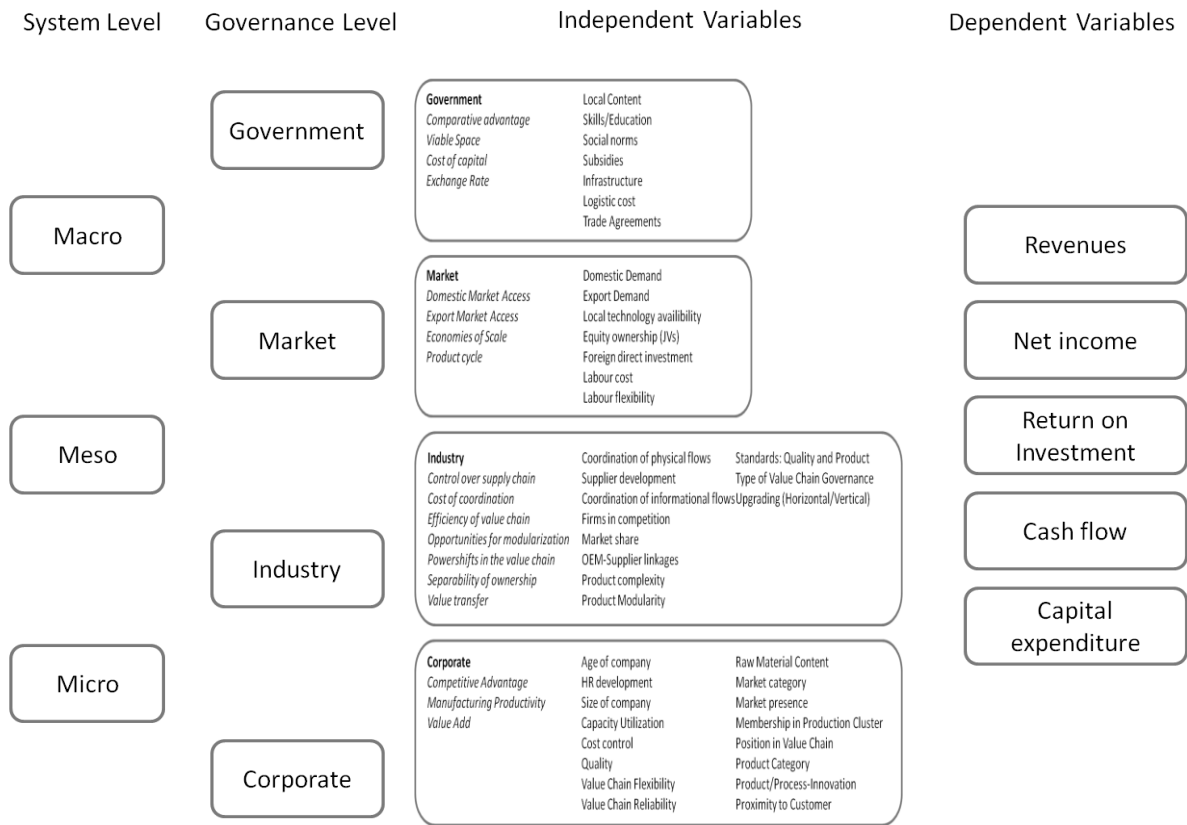 System Level
Governance Level
Independent Variables
Dependent Variables
Macro
Meso
Micro
Government
Market
Industry
Corporate
Government
Comparative advantage
Viable Space
Cost of capital
Exchange Rate
Local Content
Skills/Education
Social norms
Subsidies
Infrastructure
Logistic cost
Trade Agreements
Market
Domestic Market Access
Export Market Access
Economies of Scale
Product cycle
Domestic Demand
Export Demand
Local technology availibility
Equity ownership (JVs)
Foreign direct investment
Labour cost
Labour flexibility
Industry
Control over supply chain
Cost of coordination
Efficiency of value chain
Opportunities for modularization
Powershifts in the value chain
Separability of ownership
Value transfer
Coordination of physical flows
Supplier development
Coordination of informational flows
Firms in competition
Market share
OEM-Supplier linkages
Product complexity
Product Modularity
Standards: Quality and Product
Type of Value Chain Governance
Upgrading (Horizontal/Vertical)
Corporate
Competitive Advantage
Manufacturing Productivity
Value Add
Age of company
HR development
Size of company
Capacity Utilization
Cost control
Quality
Value Chain Flexibility
Value Chain Reliability
Raw Material Content
Market category
Market presence
Membership in Production Cluster
Position in Value Chain
Product Category
Product/Process-Innovation
Proximity to Customer
Revenues
Net income
Return on
Investment
Cash flow
Capital
expenditure